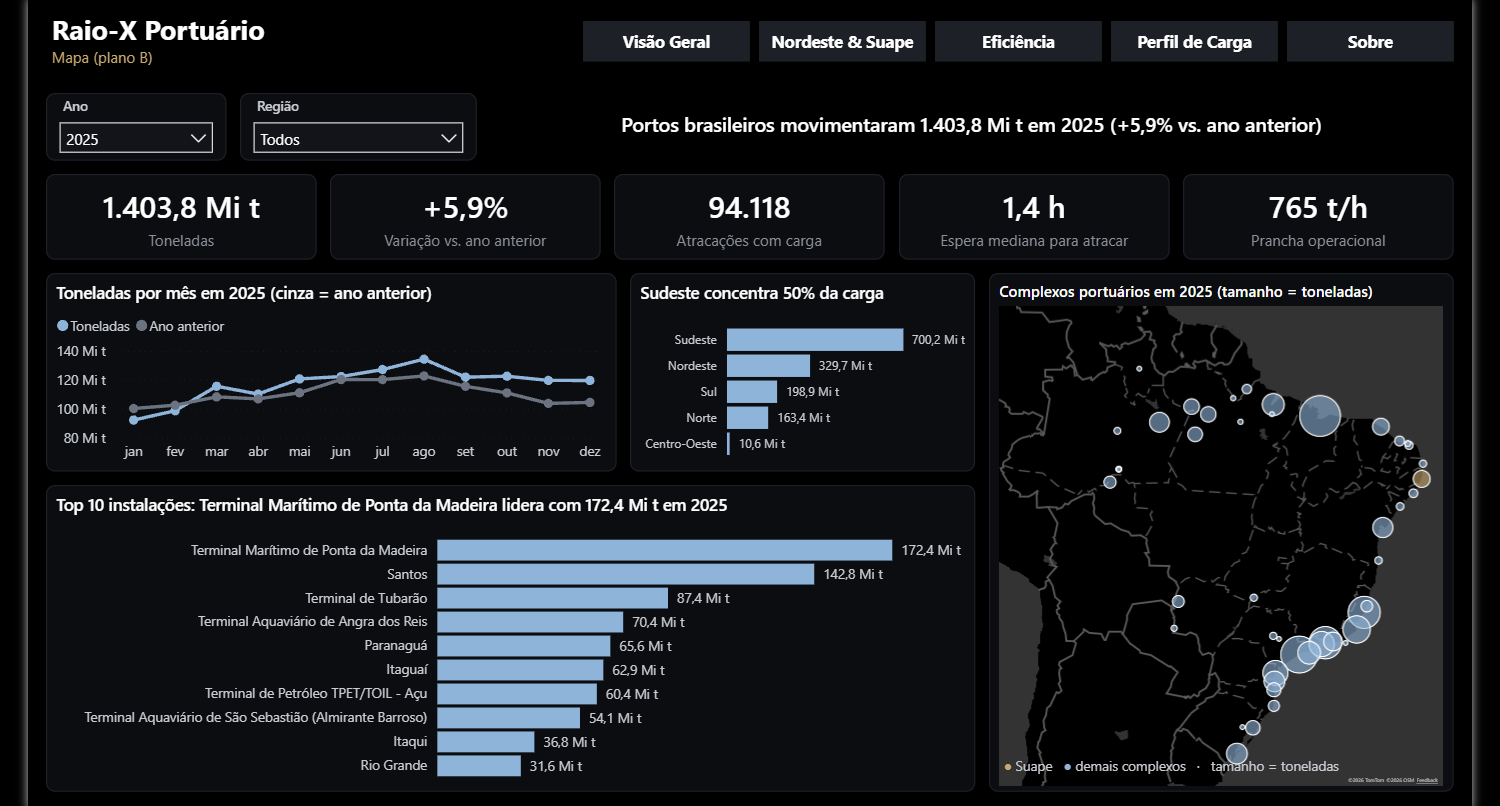 Raio-X Portuário
Mapa (plano B)
Visão Geral
Nordeste & Suape
Eficiência
Perfil de Carga
Sobre
Ano
2025
Região
Todos
Portos brasileiros movimentaram 1.403,8 Mi t em 2025 (+5,9% vs. ano anterior)
1.403,8 Mi t
Toneladas
+5,9%
Variação vs. ano anterior
94.118
Atracações com carga
1,4 h
Espera mediana para atracar
765 t/h
Prancha operacional
Toneladas por mês em 2025 (cinza = ano anterior)
Toneladas Ano anterior
140 Mi t
120 Mi t
100 Mi t
80 Mi t
jan fev mar abr mai jun jul ago set out nov dez
Sudeste concentra 50% da carga
Sudeste 700,2 Mi t
Nordeste 329,7 Mi t
Sul 198,9 Mi t
Norte 163,4 Mi t
Centro-Oeste 10,6 Mi t
Top 10 instalações: Terminal Marítimo de Ponta da Madeira lidera com 172,4 Mi t em 2025
Terminal Marítimo de Ponta da Madeira 172,4 Mi t
Santos 142,8 Mi t
Terminal de Tubarão 87,4 Mi t
Terminal Aquaviário de Angra dos Reis 70,4 Mi t
Paranaguá 65,6 Mi t
Itaguaí 62,9 Mi t
Terminal de Petróleo TPET/TOIL - Açu 60,4 Mi t
Terminal Aquaviário de São Sebastião (Almirante Barroso) 54,1 Mi t
Itaqui 36,8 Mi t
Rio Grande 31,6 Mi t
Complexos portuários em 2025 (tamanho = toneladas)
Suape demais complexos · tamanho = toneladas
©2026 TomTom ©2026 OSM Feedback